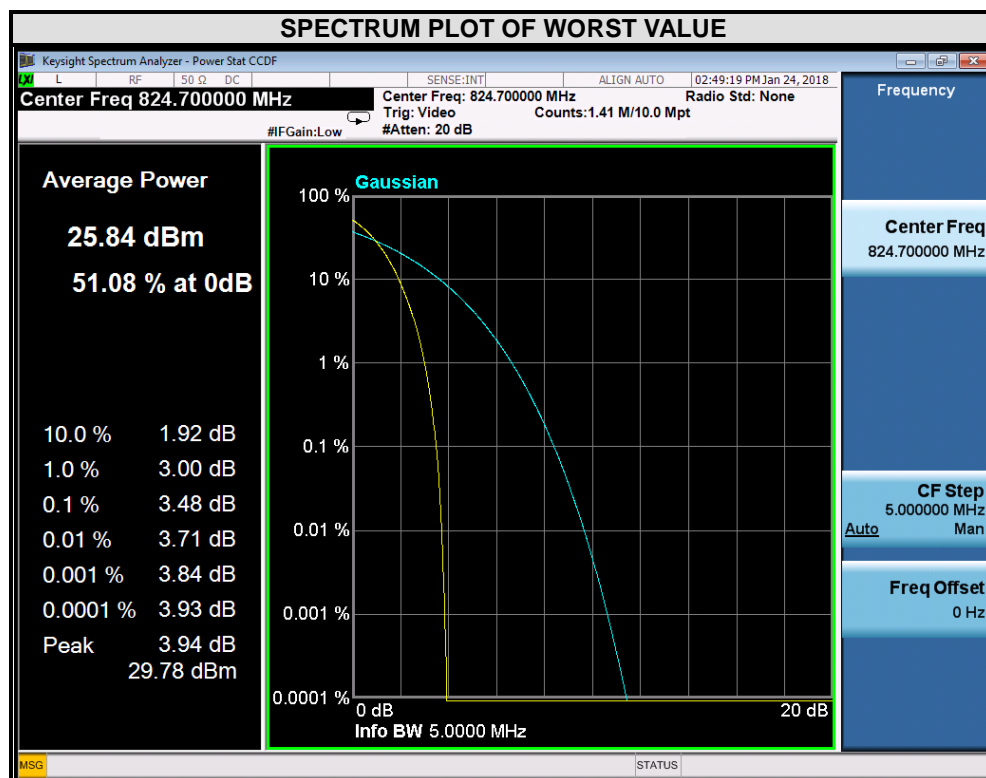 SPECTRUM PLOT OF WORST VALUE
Keysight Spectrum Analyzer - Power Stat CCDF
LXI L RF 50 Ω DC SENSE:INT ALIGN AUTO 02:49:19 PM Jan 24, 2018
Center Freq 824.700000 MHz
Center Freq: 824.700000 MHz Radio Std: None
Trig: Video Counts:1.41 M/10.0 Mpt
#IFGain:Low #Atten: 20 dB
Frequency
Average Power
25.84 dBm
51.08 % at 0dB
10.0 % 1.92 dB
1.0 % 3.00 dB
0.1 % 3.48 dB
0.01 % 3.71 dB
0.001 % 3.84 dB
0.0001 % 3.93 dB
Peak 3.94 dB
29.78 dBm
Gaussian
100 %
10 %
1 %
0.1 %
0.01 %
0.001 %
0.0001 %
0 dB 20 dB
Info BW 5.0000 MHz
Center Freq
824.700000 MHz
CF Step
5.000000 MHz
Auto Man
Freq Offset
0 Hz
MSG STATUS